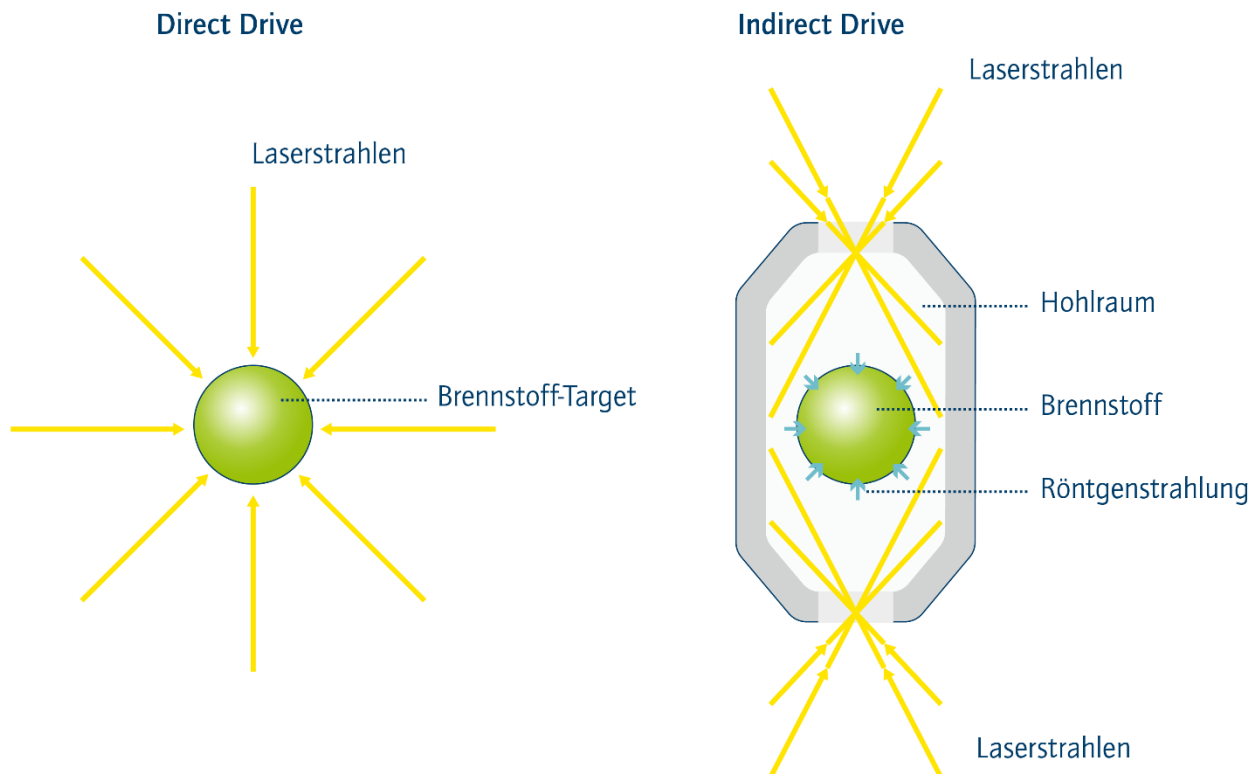 Direct Drive
Laserstrahlen
Brennstoff-Target
Indirect Drive
Laserstrahlen
Hohlraum
Brennstoff
Röntgenstrahlung
Laserstrahlen